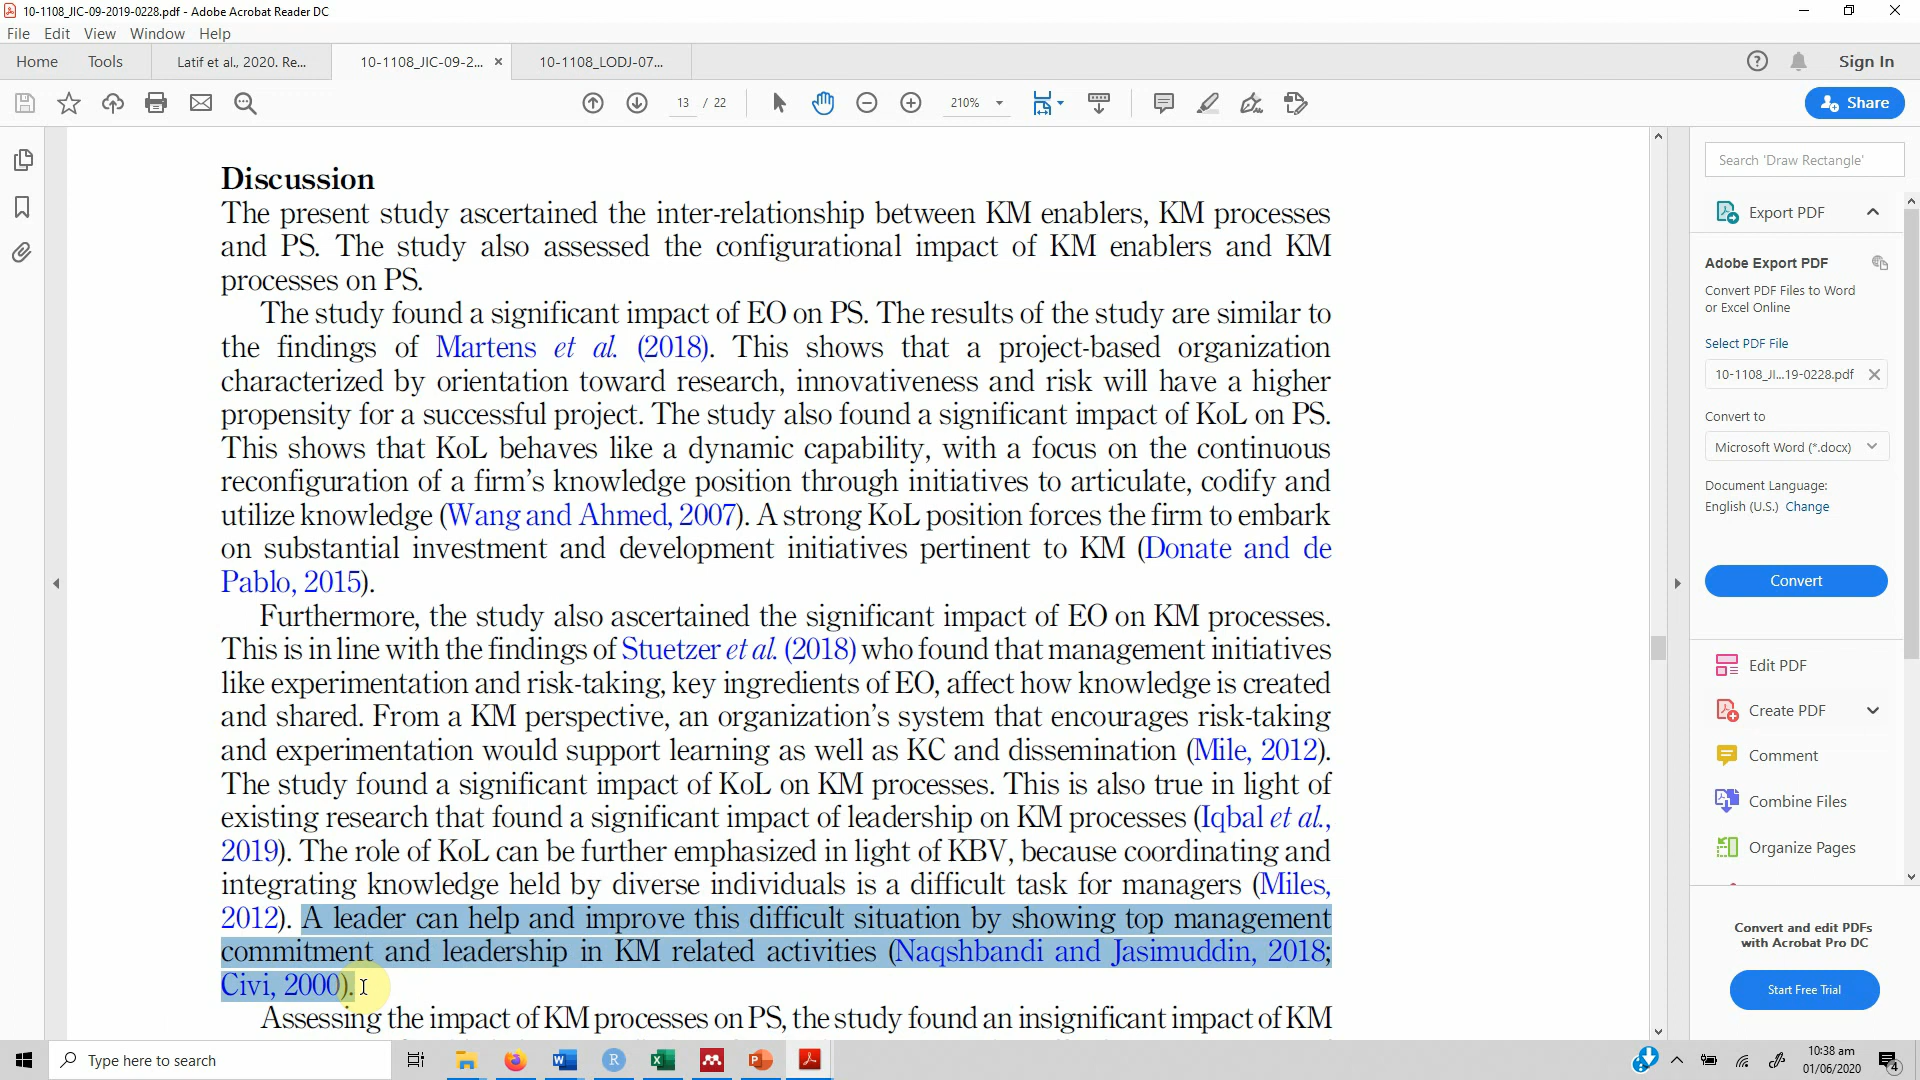 10-1108_JIC-09-2019-0228.pdf - Adobe Acrobat Reader DC
File Edit View Window Help
Home Tools Latif et al., 2020. Re... 10-1108_JIC-09-2... × 10-1108_LODJ-07... Sign In
13 / 22 210% Share
Discussion
The present study ascertained the inter-relationship between KM enablers, KM processes
and PS. The study also assessed the configurational impact of KM enablers and KM
processes on PS.
The study found a significant impact of EO on PS. The results of the study are similar to
the findings of Martens et al. (2018). This shows that a project-based organization
characterized by orientation toward research, innovativeness and risk will have a higher
propensity for a successful project. The study also found a significant impact of KoL on PS.
This shows that KoL behaves like a dynamic capability, with a focus on the continuous
reconfiguration of a firm's knowledge position through initiatives to articulate, codify and
utilize knowledge (Wang and Ahmed, 2007). A strong KoL position forces the firm to embark
on substantial investment and development initiatives pertinent to KM (Donate and de
Pablo, 2015).
Furthermore, the study also ascertained the significant impact of EO on KM processes.
This is in line with the findings of Stuetzer et al. (2018) who found that management initiatives
like experimentation and risk-taking, key ingredients of EO, affect how knowledge is created
and shared. From a KM perspective, an organization's system that encourages risk-taking
and experimentation would support learning as well as KC and dissemination (Mile, 2012).
The study found a significant impact of KoL on KM processes. This is also true in light of
existing research that found a significant impact of leadership on KM processes (Iqbal et al.,
2019). The role of KoL can be further emphasized in light of KBV, because coordinating and
integrating knowledge held by diverse individuals is a difficult task for managers (Miles,
2012). A leader can help and improve this difficult situation by showing top management
commitment and leadership in KM related activities (Naqshbandi and Jasimuddin, 2018;
Civi, 2000).
Assessing the impact of KM processes on PS, the study found an insignificant impact of KM
Search 'Draw Rectangle'
Export PDF
Adobe Export PDF
Convert PDF Files to Word
or Excel Online
Select PDF File
10-1108_JI...19-0228.pdf
Convert to
Microsoft Word (*.docx)
Document Language:
English (U.S.) Change
Convert
Edit PDF
Create PDF
Comment
Combine Files
Organize Pages
Convert and edit PDFs
with Acrobat Pro DC
Start Free Trial
Type here to search
10:38 am
01/06/2020
4